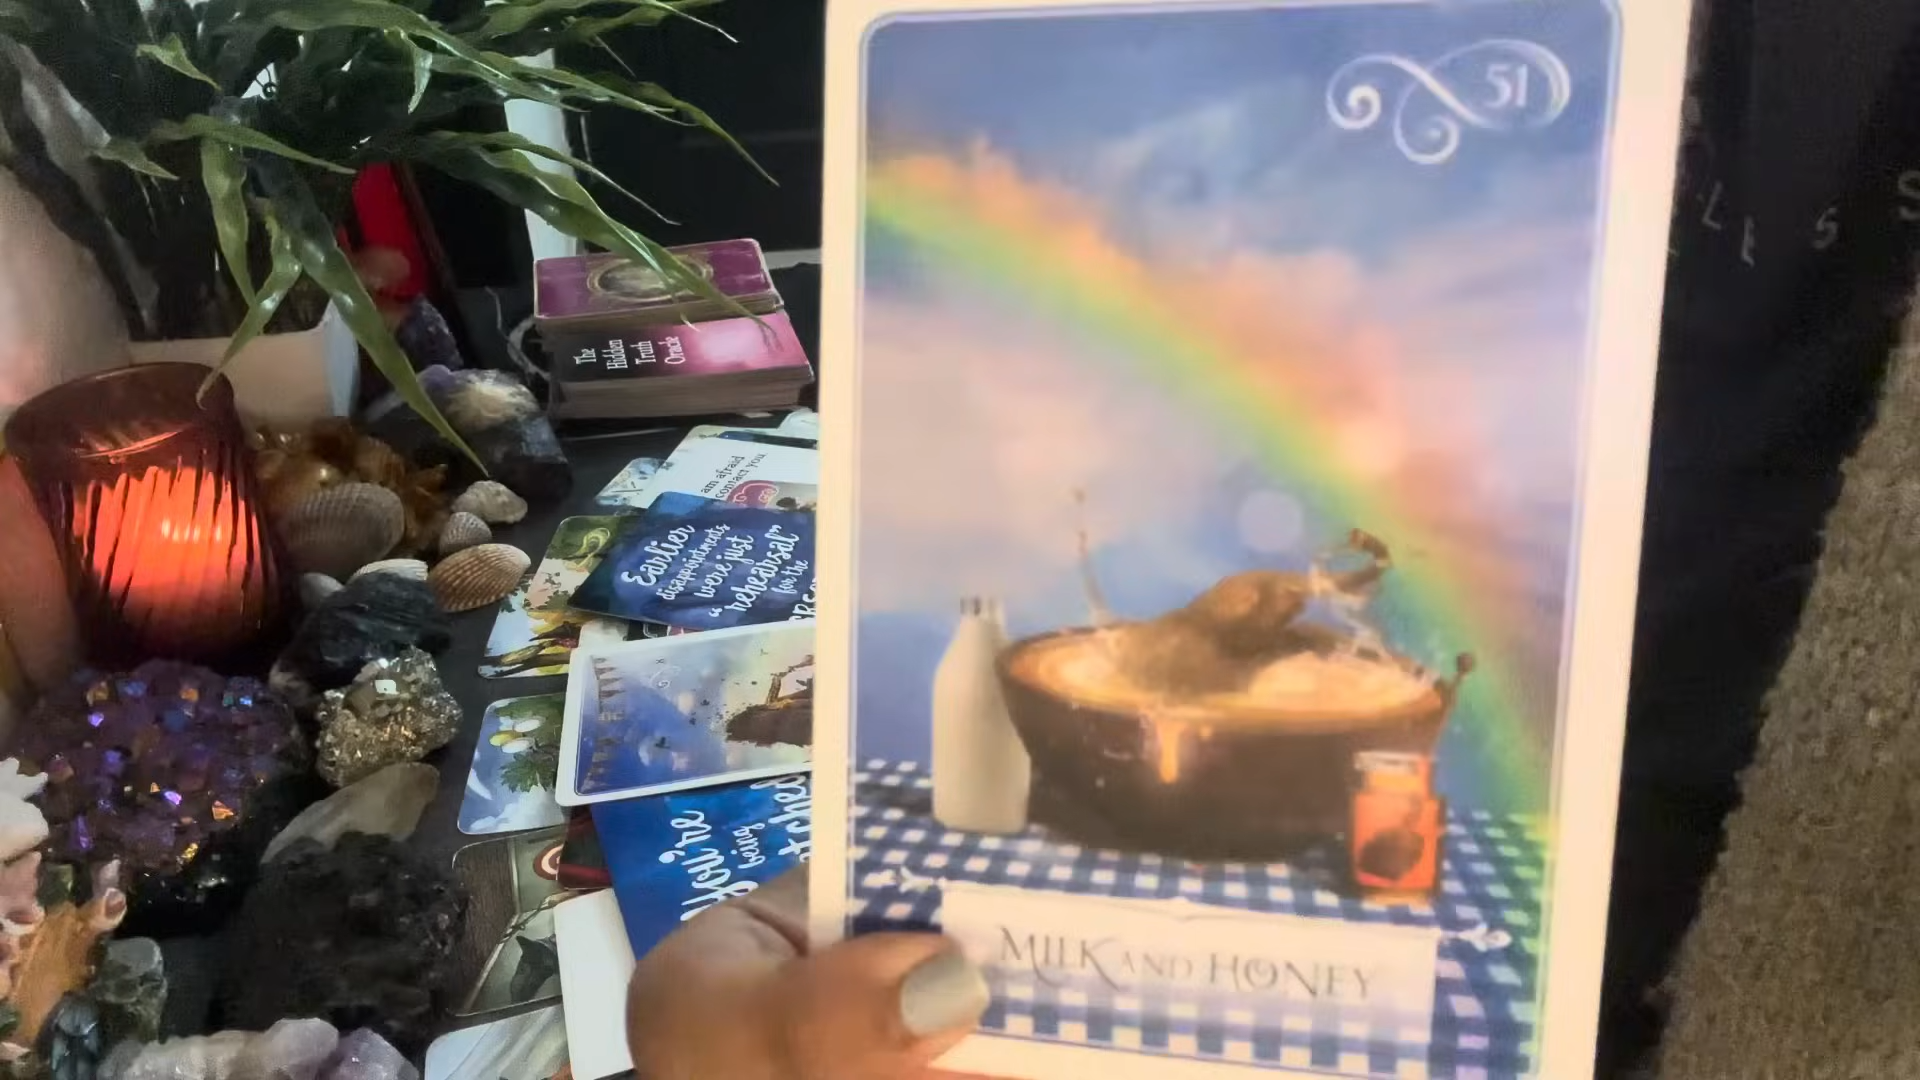 51
The
Hidden
Truth
Oracle
am afraid
contact you.
Earlier
disappointments
were just
"rehearsal"
for the
you're
being
MILK AND HONEY